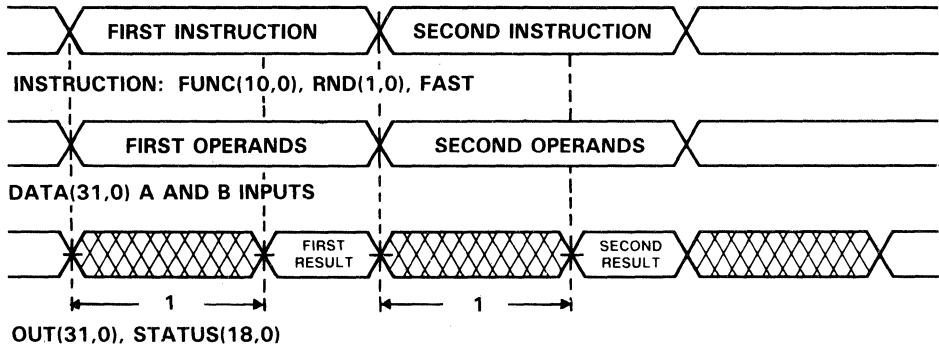 FIRST INSTRUCTION SECOND INSTRUCTION
INSTRUCTION: FUNC(10,0), RND(1,0), FAST
FIRST OPERANDS SECOND OPERANDS
DATA(31,0) A AND B INPUTS
FIRST RESULT
SECOND RESULT
1 1
OUT(31,0), STATUS(18,0)